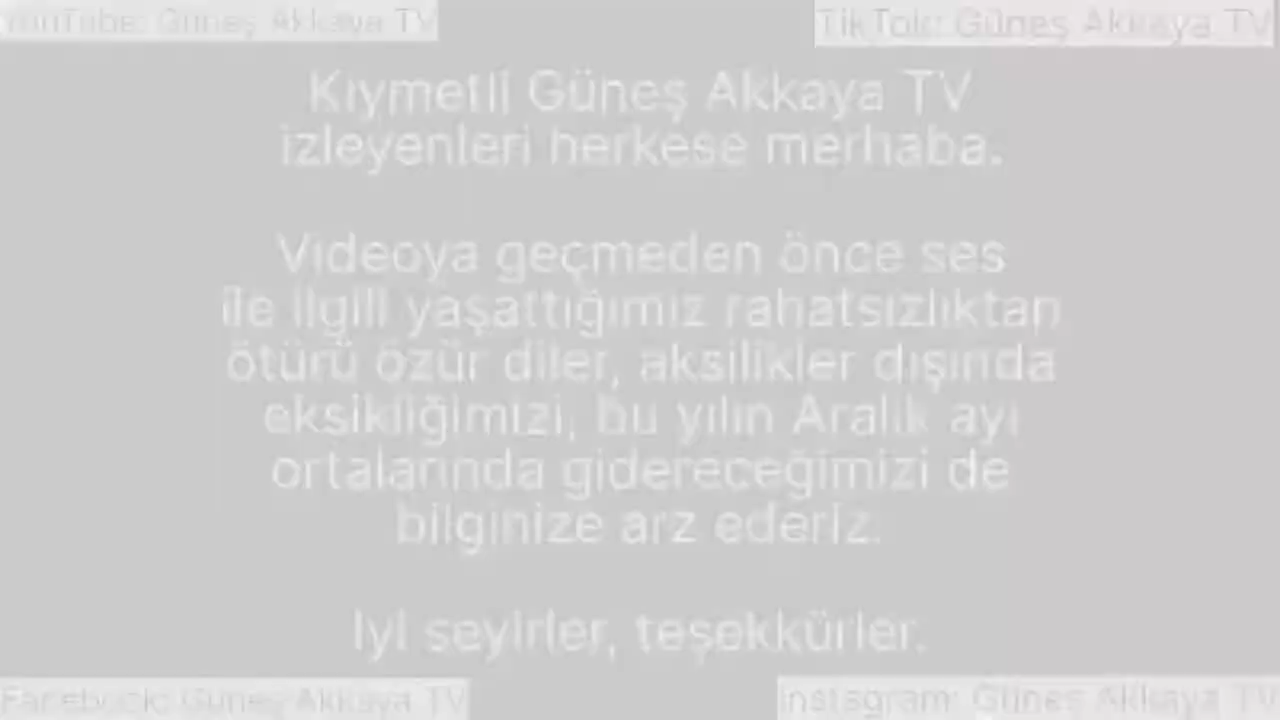 YouTube: Güneş Akkaya TV
TikTok: Güneş Akkaya TV
Kıymetli Güneş Akkaya TV
izleyenleri herkese merhaba.
Videoya geçmeden önce ses
ile ilgili yaşattığımız rahatsızlıktan
ötürü özür diler, aksilikler dışında
eksikliğimizi, bu yılın Aralık ayı
ortalarında gidereceğimizi de
bilginize arz ederiz.
İyi seyirler, teşekkürler.
Facebook: Güneş Akkaya TV
Instagram: Güneş Akkaya TV